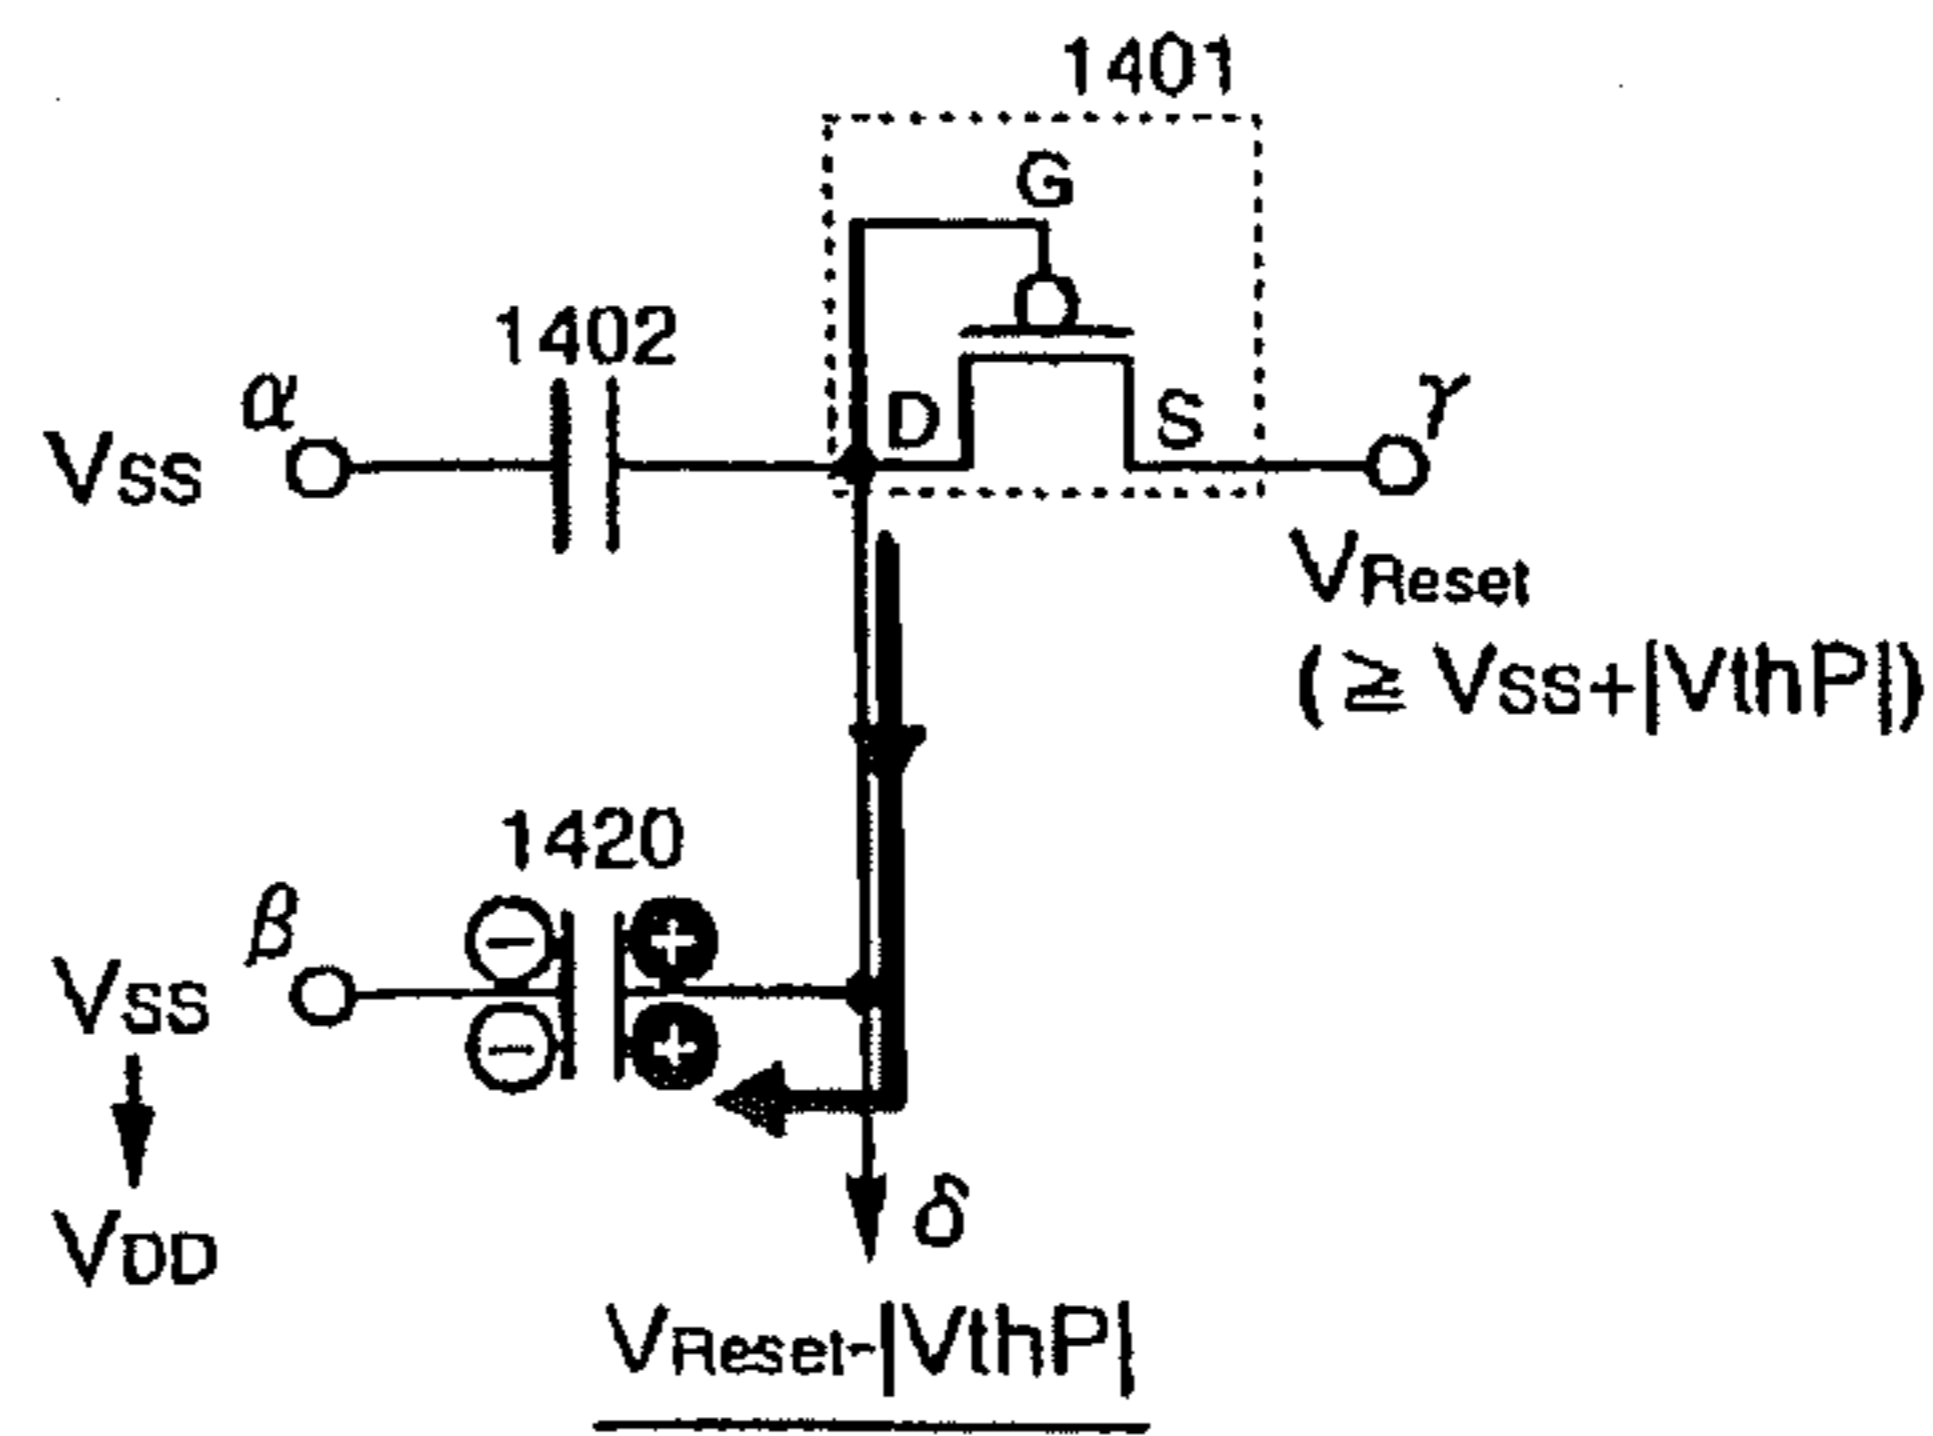 1401
G
1402
α
VSS
D
S
γ
VReset
(≧ VSS+|VthP|)
1420
β
VSS
− +
− +
VDD
δ
VReset-|VthP|